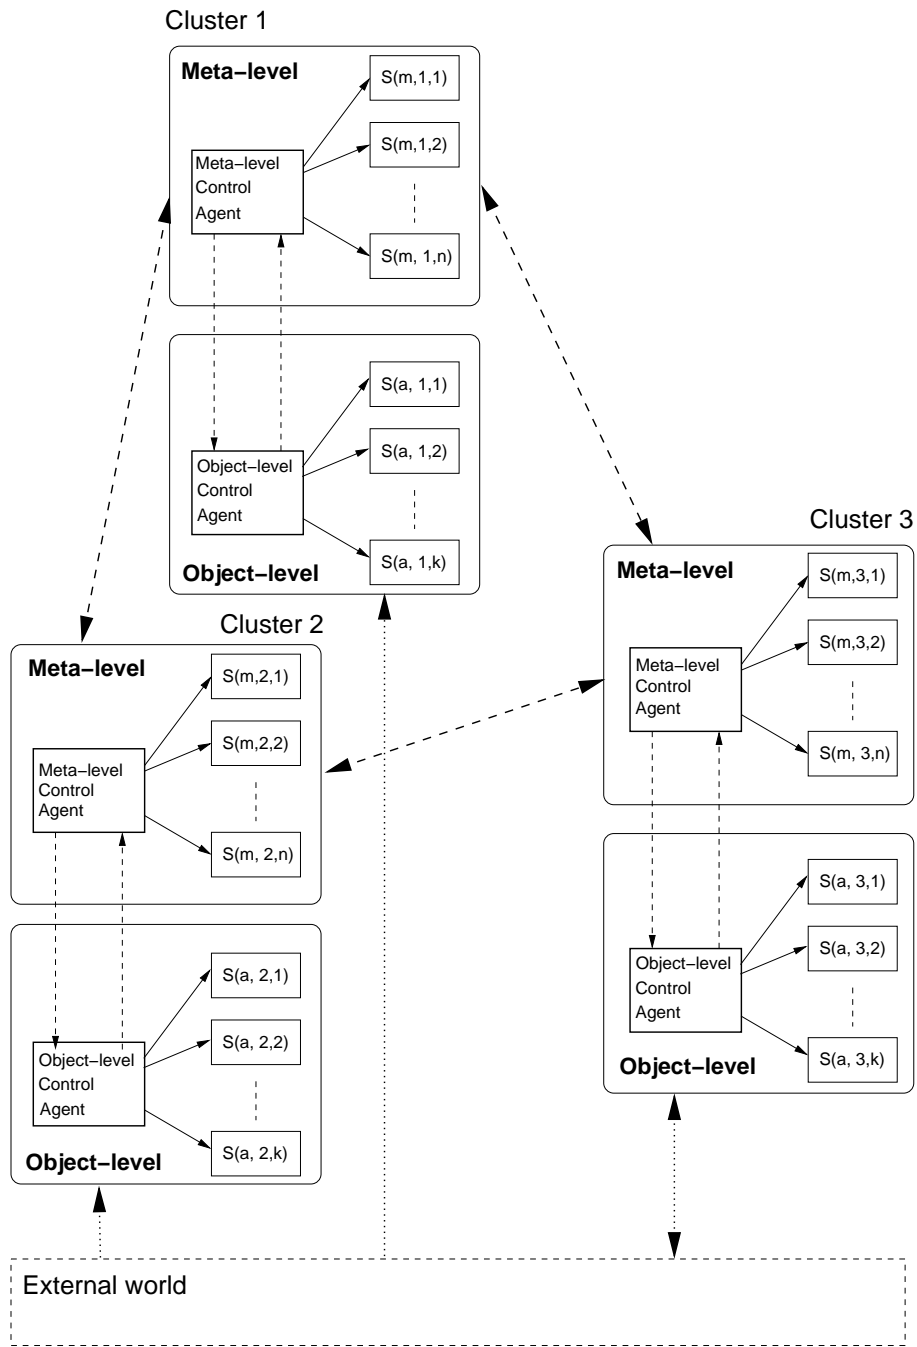 Cluster 1
Meta–level
S(m,1,1)
S(m,1,2)
Meta–level
Control
Agent
S(m, 1,n)
S(a, 1,1)
S(a, 1,2)
Object–level
Control
Agent
S(a, 1,k)
Object–level
Cluster 2
Meta–level
S(m,2,1)
S(m,2,2)
Meta–level
Control
Agent
S(m, 2,n)
S(a, 2,1)
S(a, 2,2)
Object–level
Control
Agent
S(a, 2,k)
Object–level
Cluster 3
Meta–level
S(m,3,1)
S(m,3,2)
Meta–level
Control
Agent
S(m, 3,n)
S(a, 3,1)
S(a, 3,2)
Object–level
Control
Agent
S(a, 3,k)
Object–level
External world